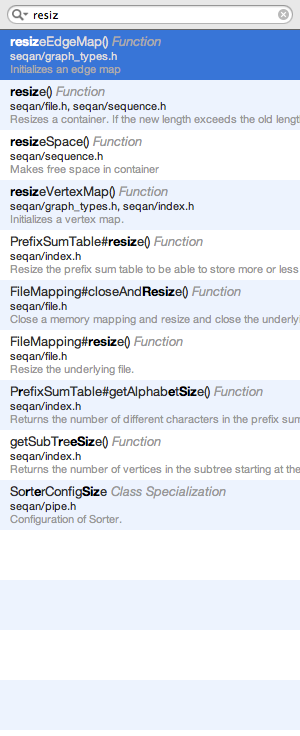 resiz
resizeEdgeMap() Function
seqan/graph_types.h
Initializes an edge map
resize() Function
seqan/file.h, seqan/sequence.h
Resizes a container. If the new length exceeds the old length
resizeSpace() Function
seqan/sequence.h
Makes free space in container
resizeVertexMap() Function
seqan/graph_types.h, seqan/index.h
Initializes a vertex map.
PrefixSumTable#resize() Function
seqan/index.h
Resize the prefix sum table to be able to store more or less
FileMapping#closeAndResize() Function
seqan/file.h
Close a memory mapping and resize and close the underlyi
FileMapping#resize() Function
seqan/file.h
Resize the underlying file.
PrefixSumTable#getAlphabetSize() Function
seqan/index.h
Returns the number of different characters in the prefix sum
getSubTreeSize() Function
seqan/index.h
Returns the number of vertices in the subtree starting at the
SorterConfigSize Class Specialization
seqan/pipe.h
Configuration of Sorter.